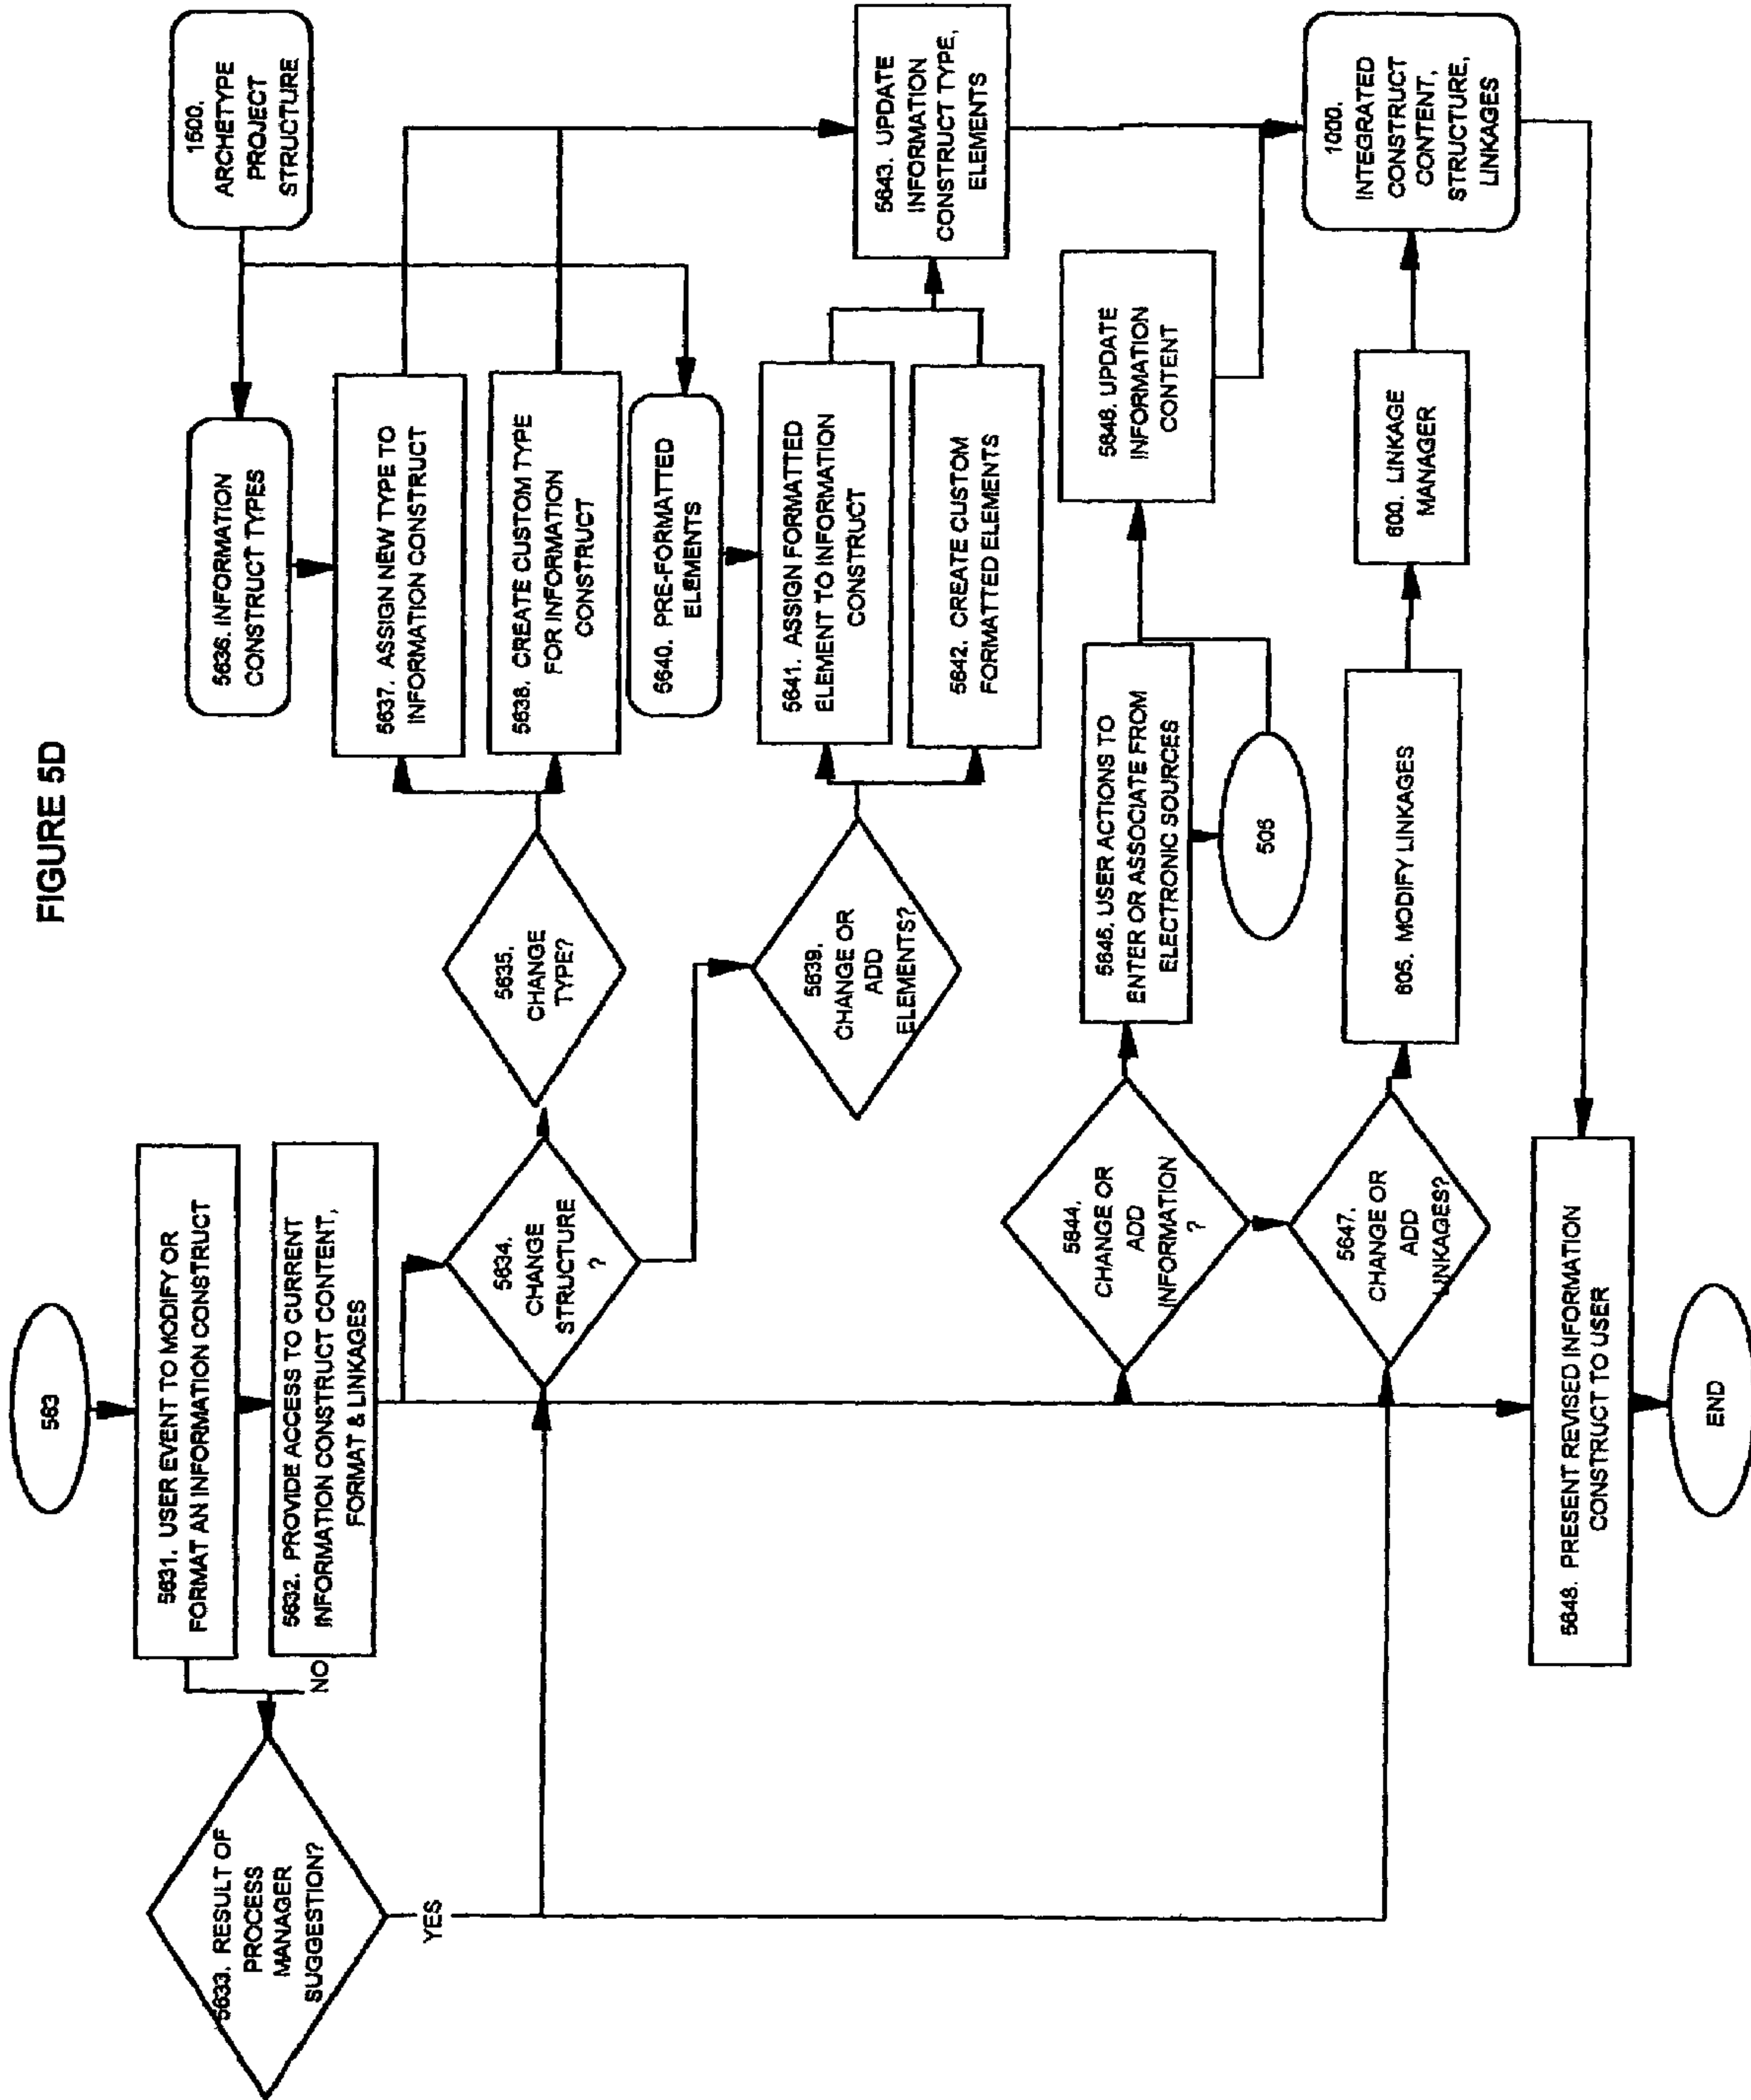 FIGURE 5D
563
5631. USER EVENT TO MODIFY OR
FORMAT AN INFORMATION CONSTRUCT
5632. PROVIDE ACCESS TO CURRENT
INFORMATION CONSTRUCT CONTENT,
FORMAT & LINKAGES
NO
5633. RESULT OF
PROCESS
MANAGER
SUGGESTION?
YES
5634.
CHANGE
STRUCTURE
?
5635.
CHANGE
TYPE?
1500.
ARCHETYPE
PROJECT
STRUCTURE
5636. INFORMATION
CONSTRUCT TYPES
5637. ASSIGN NEW TYPE TO
INFORMATION CONSTRUCT
5638. CREATE CUSTOM TYPE
FOR INFORMATION
CONSTRUCT
5639.
CHANGE OR
ADD
ELEMENTS?
5640. PRE-FORMATTED
ELEMENTS
5641. ASSIGN FORMATTED
ELEMENT TO INFORMATION
CONSTRUCT
5642. CREATE CUSTOM
FORMATTED ELEMENTS
5643. UPDATE
INFORMATION
CONSTRUCT TYPE,
ELEMENTS
5644.
CHANGE OR
ADD
INFORMATION
?
5645. USER ACTIONS TO
ENTER OR ASSOCIATE FROM
ELECTRONIC SOURCES
506
5646. UPDATE
INFORMATION
CONTENT
5647.
CHANGE OR
ADD
LINKAGES?
605. MODIFY LINKAGES
600. LINKAGE
MANAGER
1000.
INTEGRATED
CONSTRUCT
CONTENT,
STRUCTURE,
LINKAGES
5648. PRESENT REVISED INFORMATION
CONSTRUCT TO USER
END